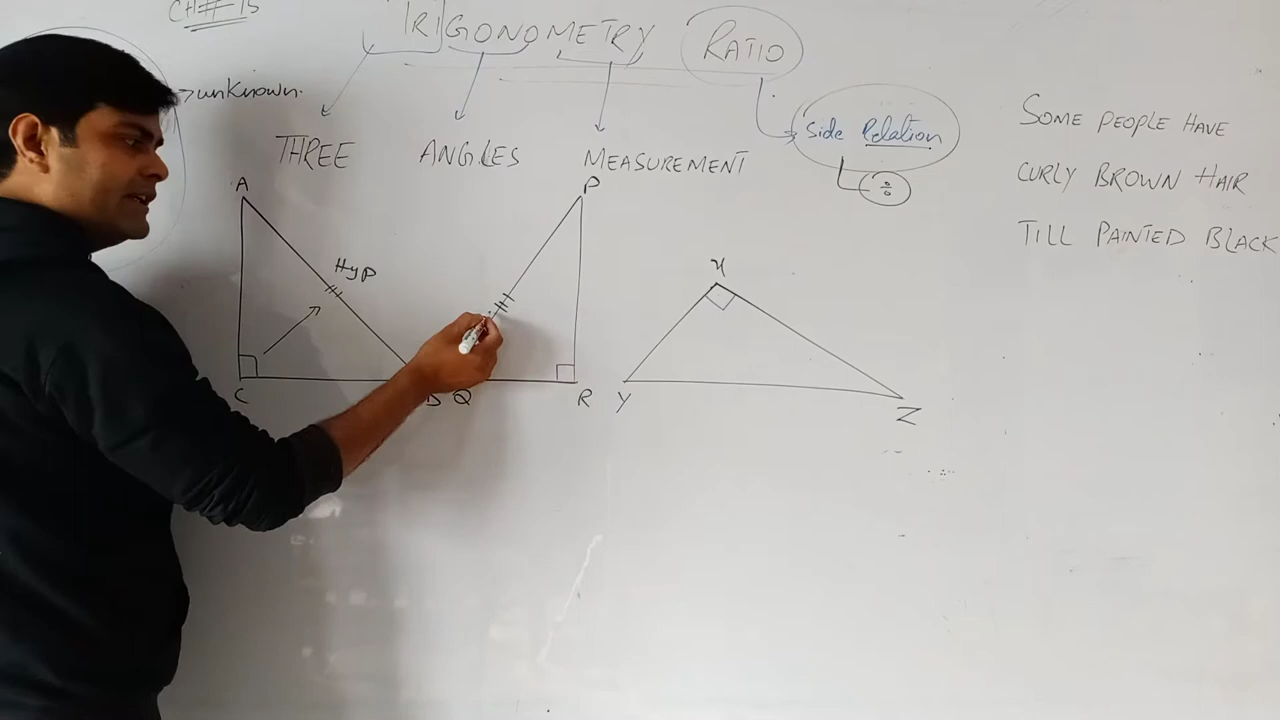 CH# 15
TRIGONOMETRY RATIO
unknown.
Side Relation
÷
THREE ANGLES MEASUREMENT
SOME PEOPLE HAVE
CURLY BROWN HAIR
TILL PAINTED BLACK
A
P
Hyp
x
C
Q
R
Y
Z